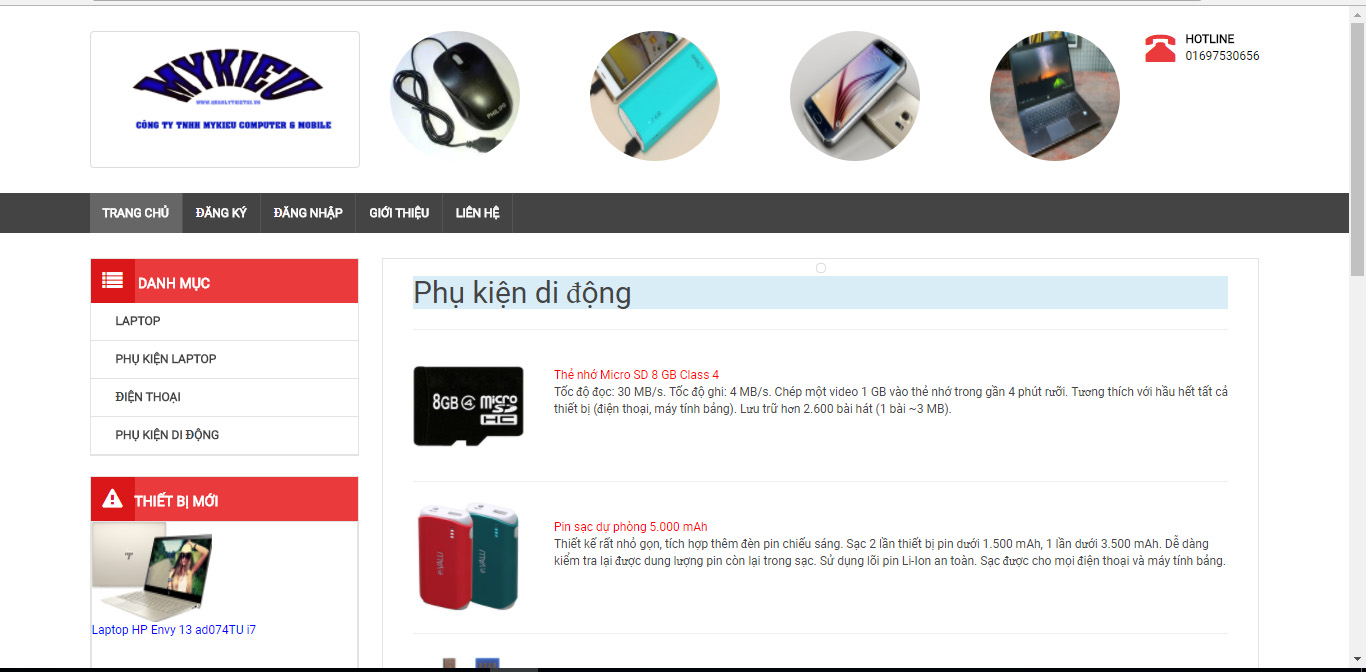 MYKIEU
CÔNG TY TNHH MYKIEU COMPUTER & MOBILE
PHILIPS
HOTLINE
01697530656
TRANG CHỦ
ĐĂNG KÝ
ĐĂNG NHẬP
GIỚI THIỆU
LIÊN HỆ
DANH MỤC
LAPTOP
PHỤ KIỆN LAPTOP
ĐIỆN THOẠI
PHỤ KIỆN DI ĐỘNG
THIẾT BỊ MỚI
Laptop HP Envy 13 ad074TU i7
Phụ kiện di động
8GB 4 micro
SD
HC
Thẻ nhớ Micro SD 8 GB Class 4
Tốc độ đọc: 30 MB/s. Tốc độ ghi: 4 MB/s. Chép một video 1 GB vào thẻ nhớ trong gần 4 phút rưỡi. Tương thích với hầu hết tất cả
thiết bị (điện thoại, máy tính bảng). Lưu trữ hơn 2.600 bài hát (1 bài ~3 MB).
Pin sạc dự phòng 5.000 mAh
Thiết kế rất nhỏ gọn, tích hợp thêm đèn pin chiếu sáng. Sạc 2 lần thiết bị pin dưới 1.500 mAh, 1 lần dưới 3.500 mAh. Dễ dàng
kiểm tra lại được dung lượng pin còn lại trong sạc. Sử dụng lõi pin Li-Ion an toàn. Sạc được cho mọi điện thoại và máy tính bảng.